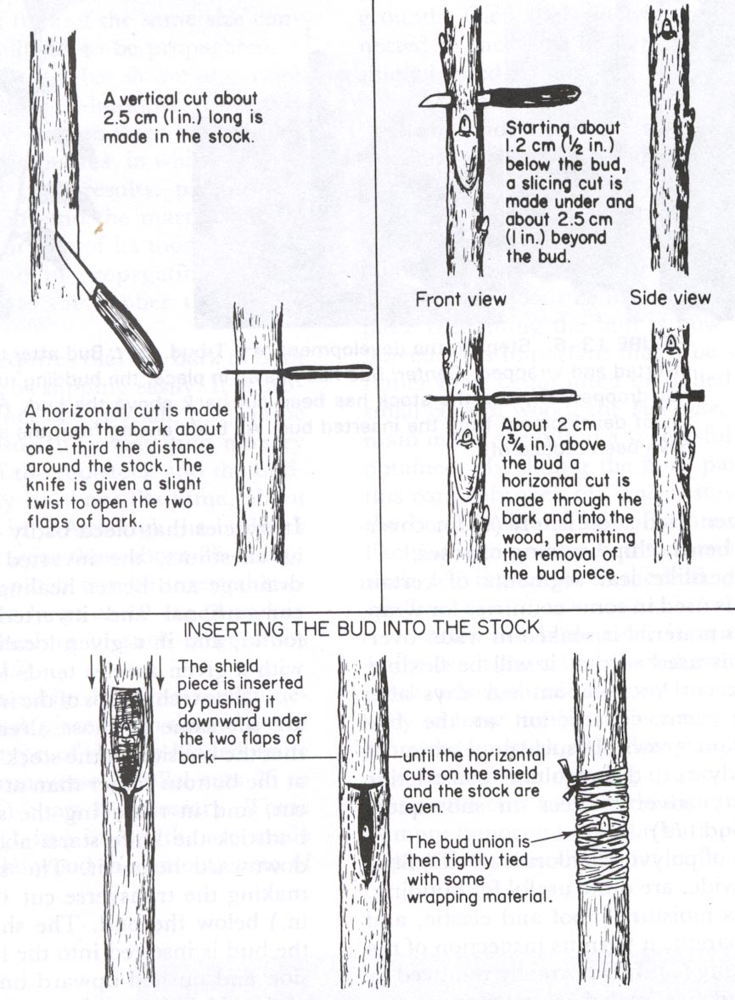 A vertical cut about
2.5 cm (1 in.) long is
made in the stock.
A horizontal cut is made
through the bark about
one-third the distance
around the stock. The
knife is given a slight
twist to open the two
flaps of bark.
Starting about
1.2 cm (½ in.)
below the bud,
a slicing cut is
made under and
about 2.5 cm
(1 in.) beyond
the bud.
Front view
Side view
About 2 cm
(¾ in.) above
the bud a
horizontal cut is
made through the
bark and into the
wood, permitting
the removal of
the bud piece.
INSERTING THE BUD INTO THE STOCK
The shield
piece is inserted
by pushing it
downward under
the two flaps of
bark
until the horizontal
cuts on the shield
and the stock are
even.
The bud union is
then tightly tied
with some
wrapping material.